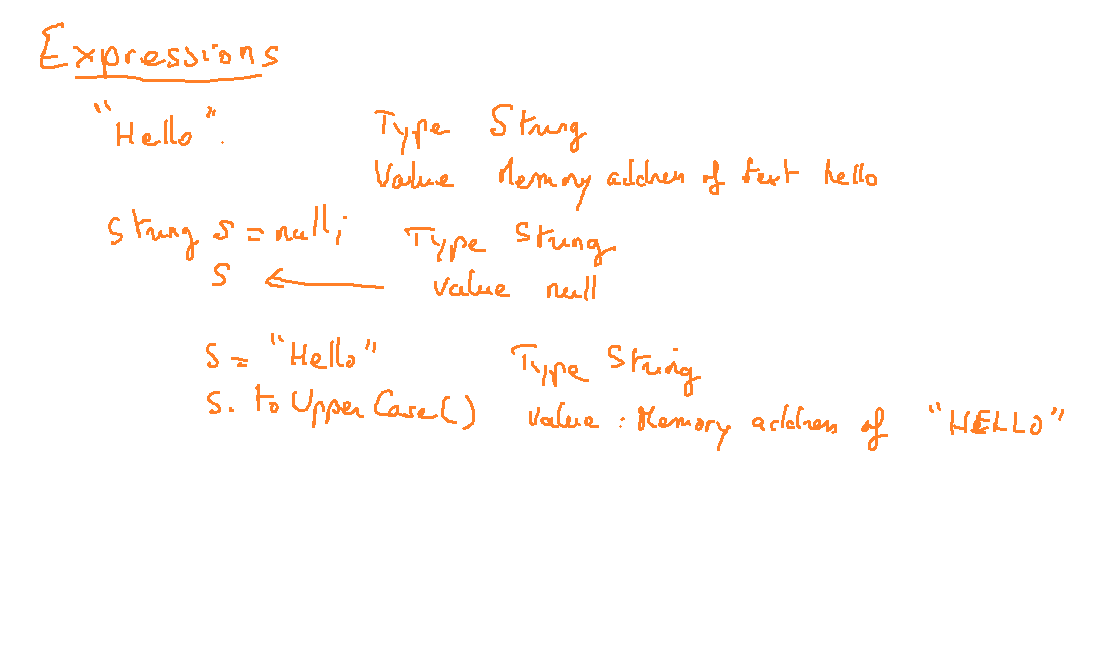 Expressions
"Hello". Type String
Value Memory address of text hello
String s = null; Type String
s ← value null
s = "Hello" Type String
s. toUpperCase() value : Memory address of "HELLO"